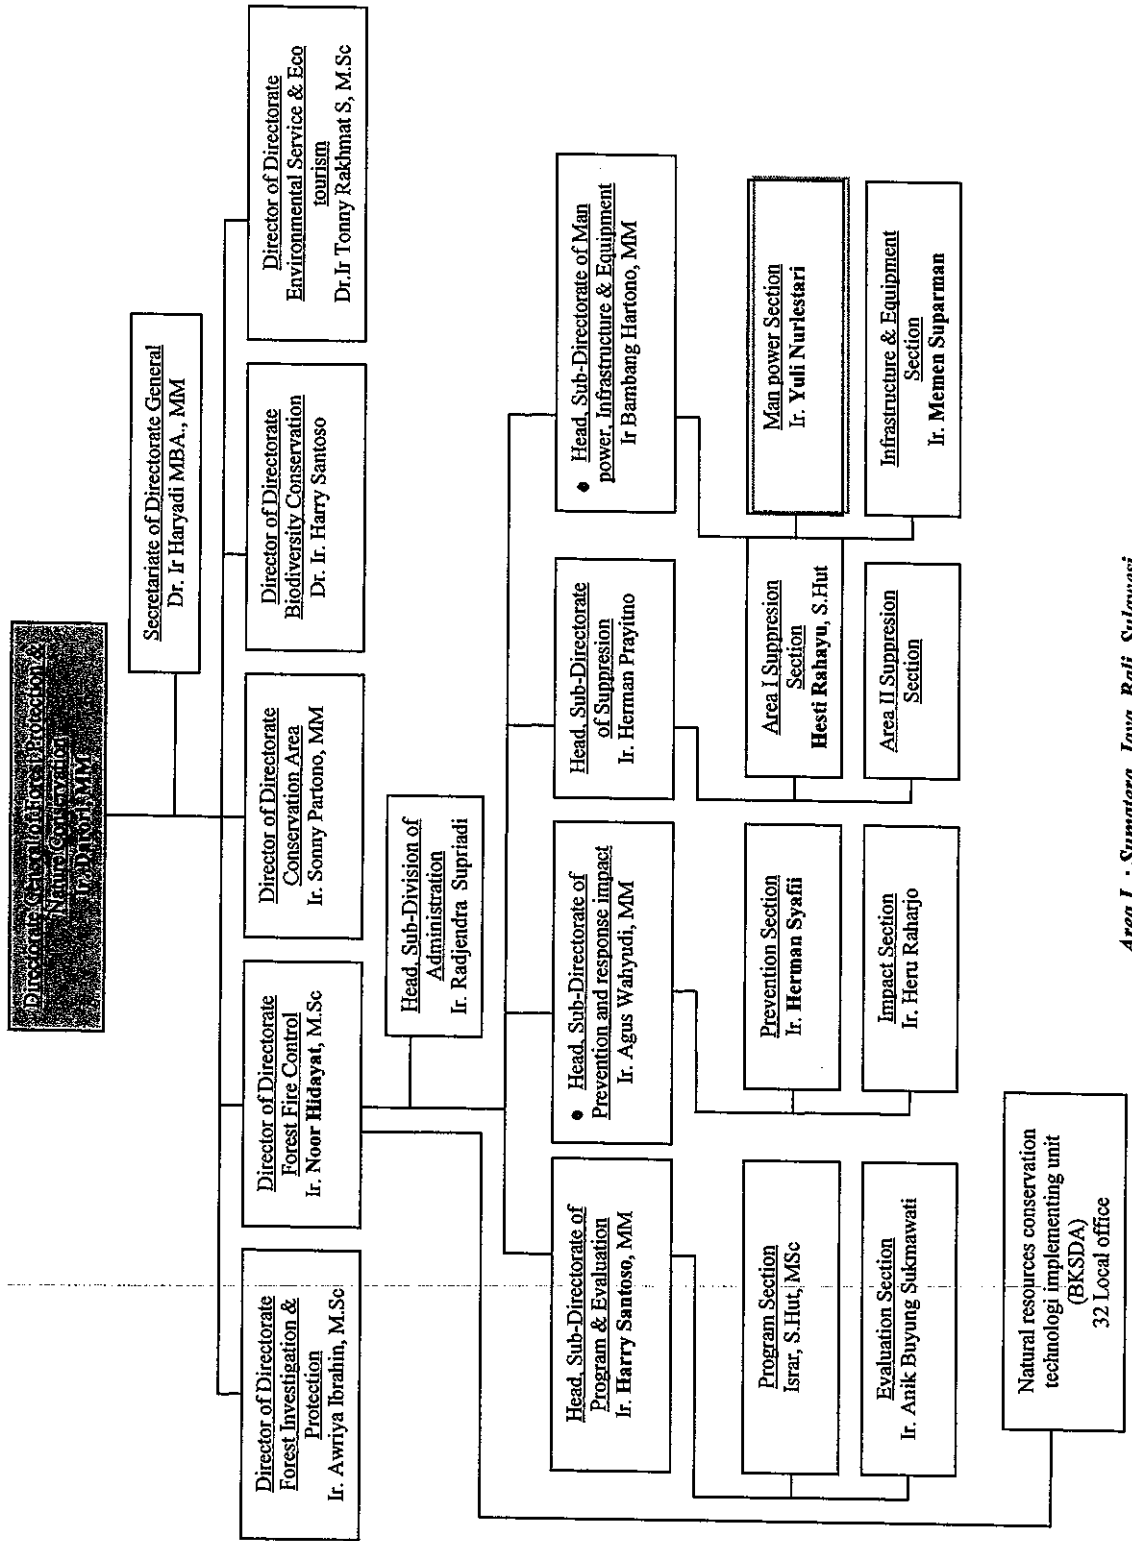 Directorate General of Forest Protection &
Nature Conservation
Ir. Darori, MM
Secretariate of Directorate General
Dr. Ir Haryadi MBA., MM
Director of Directorate
Forest Investigation &
Protection
Ir. Awriya Ibrahin, M.Sc
Director of Directorate
Forest Fire Control
Ir. Noor Hidayat, M.Sc
Director of Directorate
Conservation Area
Ir. Sonny Partono, MM
Director of Directorate
Biodiversity Conservation
Dr. Ir. Harry Santoso
Director of Directorate
Environmental Service & Eco
tourism
Dr.Ir Tonny Rakhmat S, M.Sc
Head, Sub-Division of
Administration
Ir. Radjendra Supriadi
Head, Sub-Directorate of
Program & Evaluation
Ir. Harry Santoso, MM
• Head, Sub-Directorate of
Prevention and response impact
Ir. Agus Wahyudi, MM
Head, Sub-Directorate
of Suppresion
Ir. Herman Prayitno
• Head, Sub-Directorate of Man
power, Infrastructure & Equipment
Ir Bambang Hartono, MM
Program Section
Israr, S.Hut, MSc
Prevention Section
Ir. Herman Syafii
Area I Suppresion
Section
Hesti Rahayu, S.Hut
Man power Section
Ir. Yuli Nurlestari
Evaluation Section
Ir. Anik Buyung Sukmawati
Impact Section
Ir. Heru Raharjo
Area II Suppresion
Section
Infrastructure & Equipment
Section
Ir. Memen Suparman
Natural resources conservation
technologi implementing unit
(BKSDA)
32 Local office
Area I : Sumatera, Java, Bali, Sulawesi